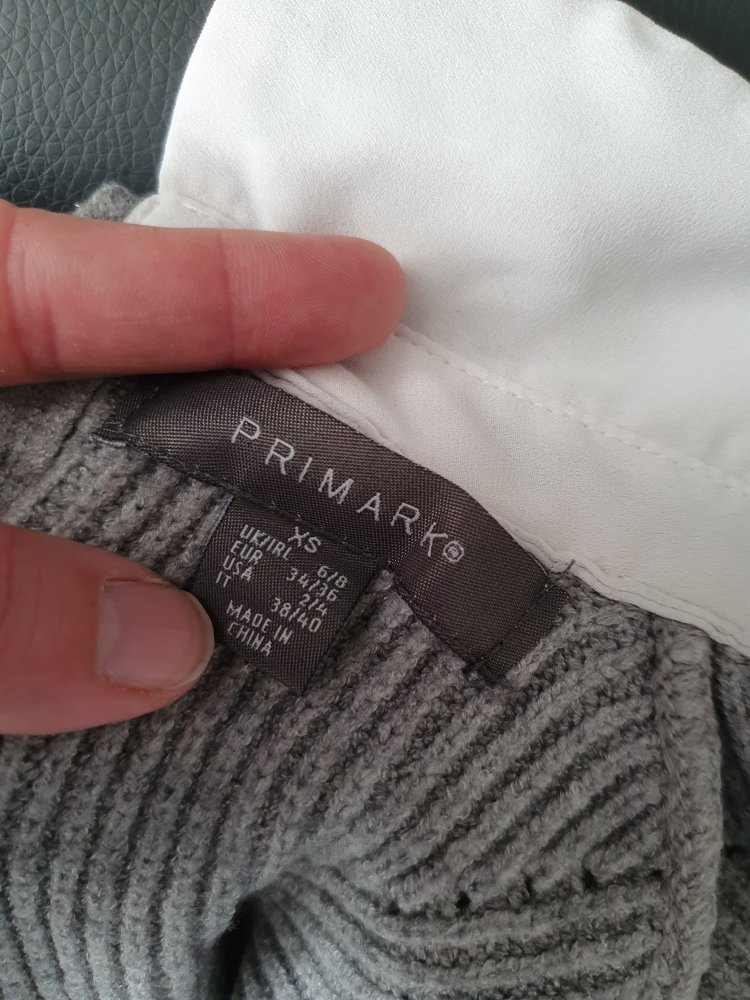 PRIMARK®
XS
UK/IRL 6/8
EUR 34/36
USA 2/4
IT 38/40
MADE IN
CHINA